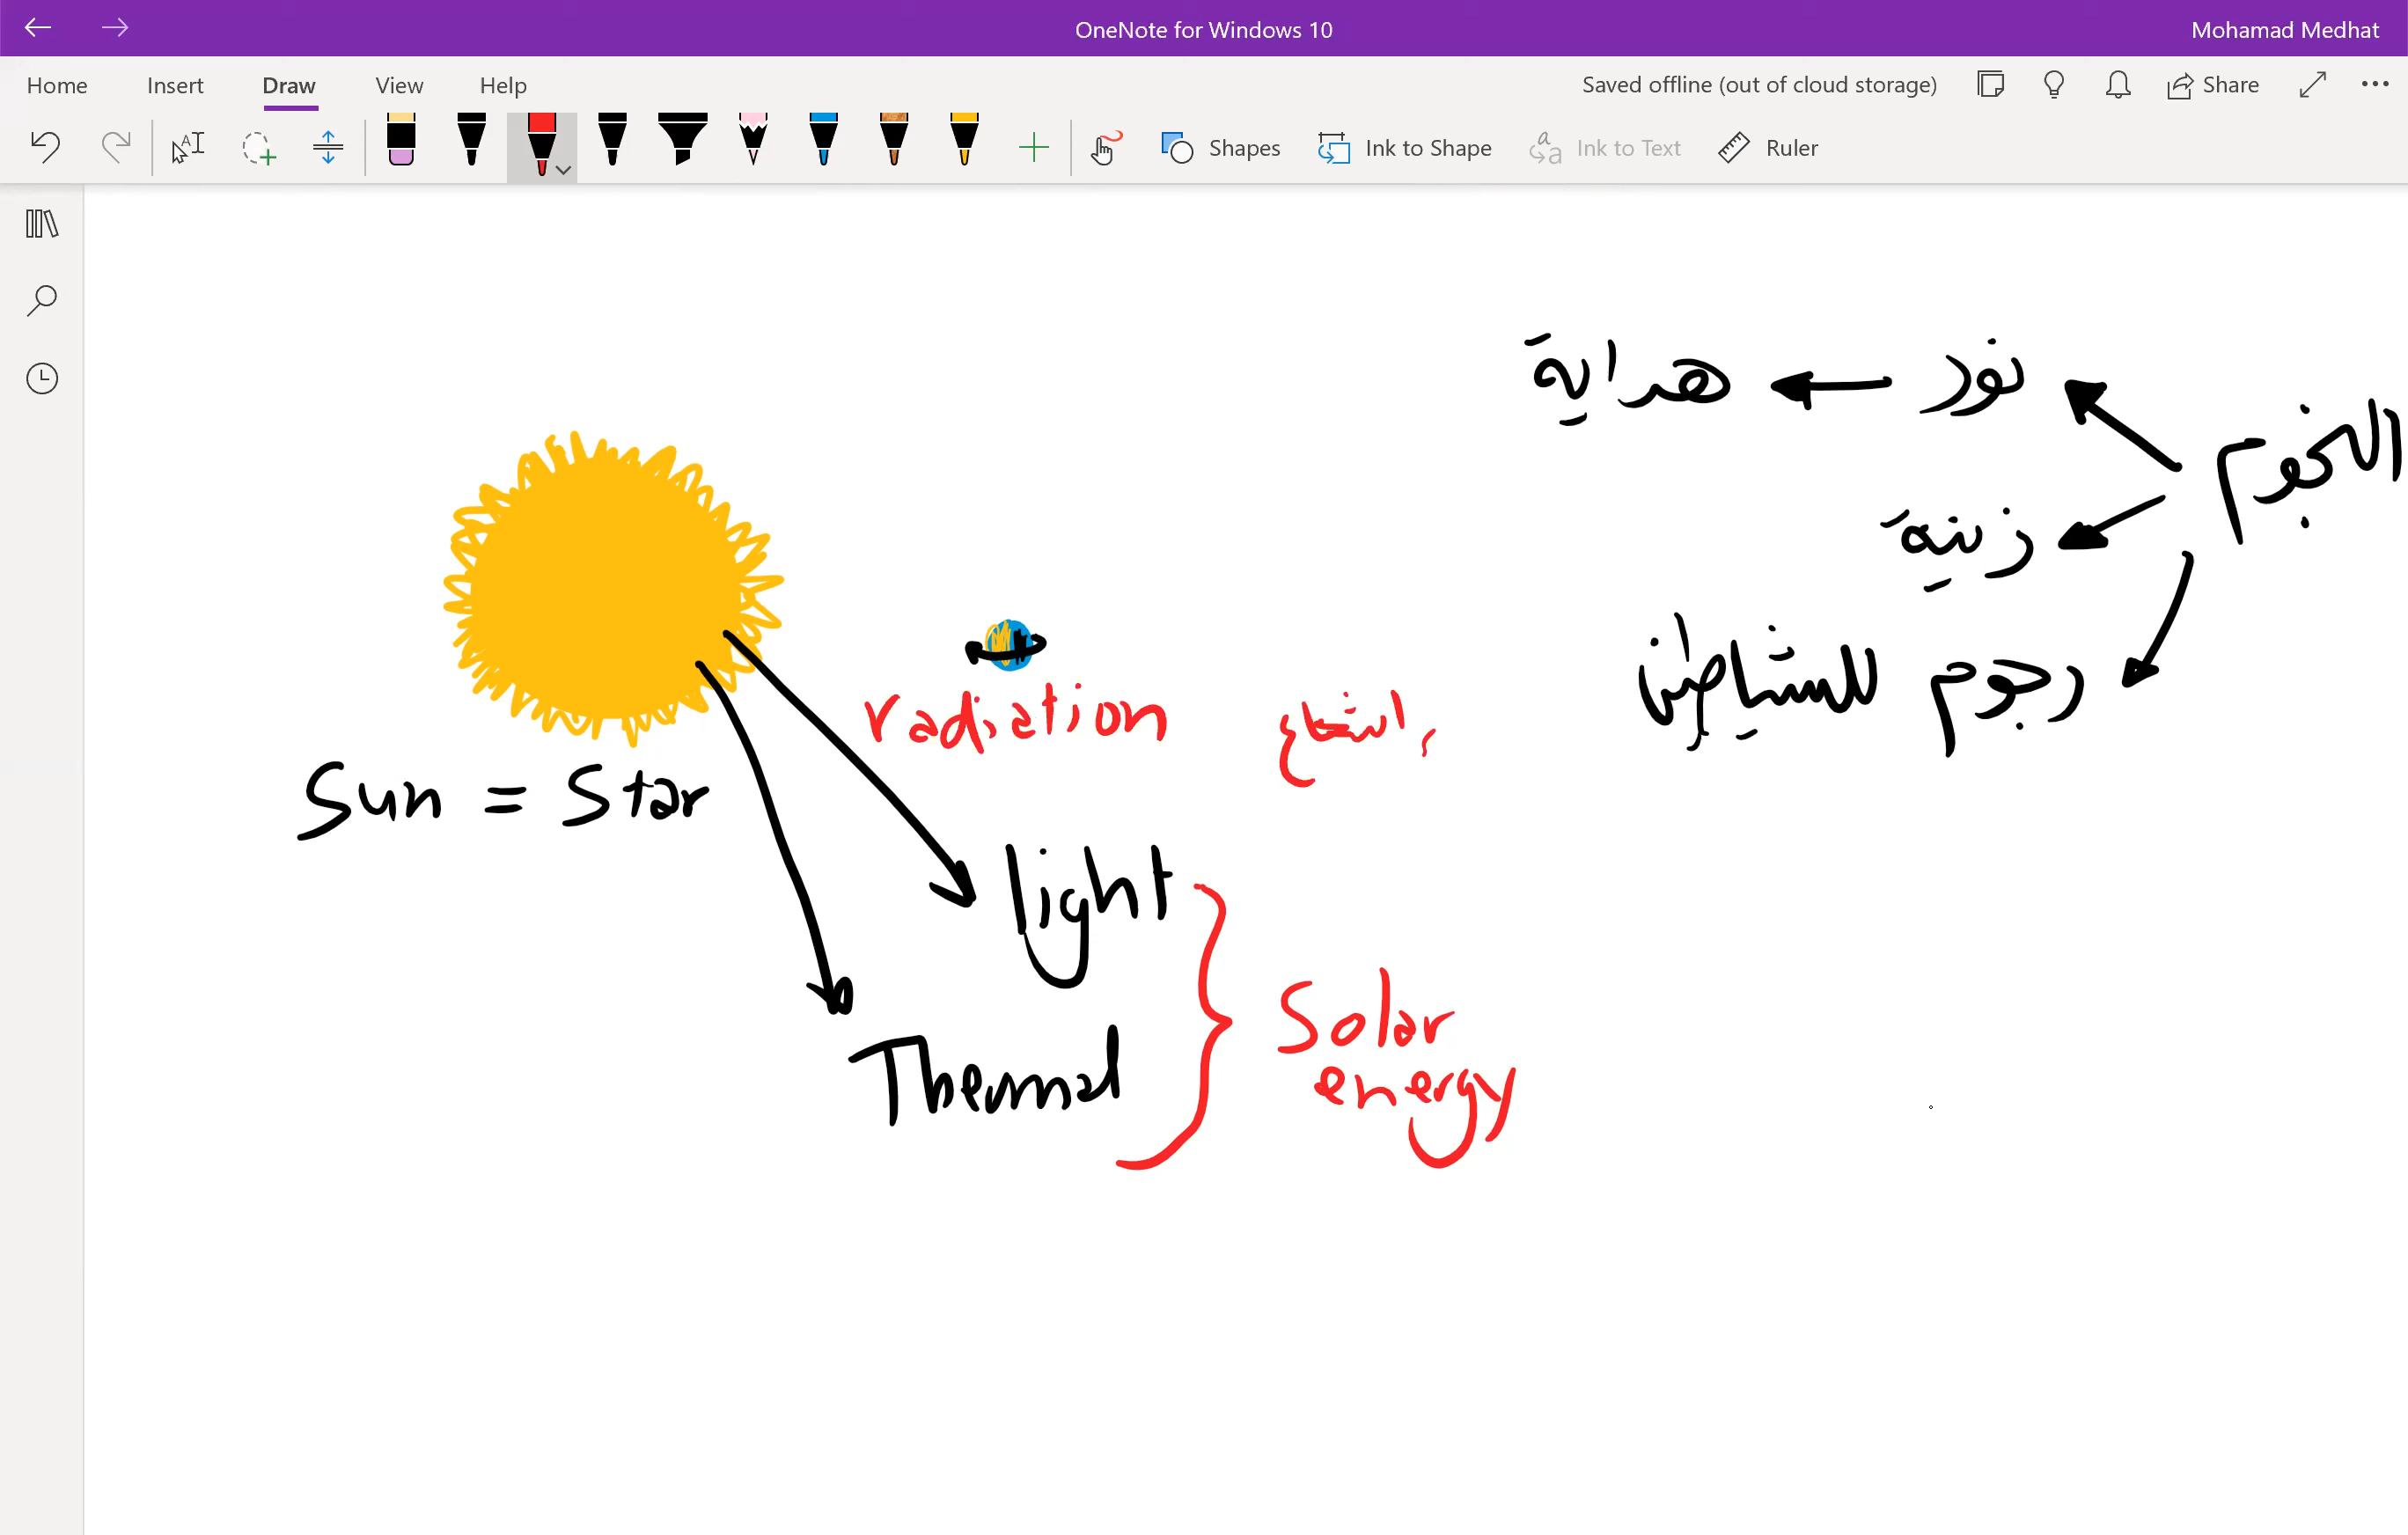 OneNote for Windows 10
Mohamad Medhat
Home Insert Draw View Help
Saved offline (out of cloud storage) Share
Shapes Ink to Shape Ink to Text Ruler
النجوم
نور هداية
زينة
رجوم للشياطين
radiation إشعاع
Sun = Star
light
Thermal
Solar
energy